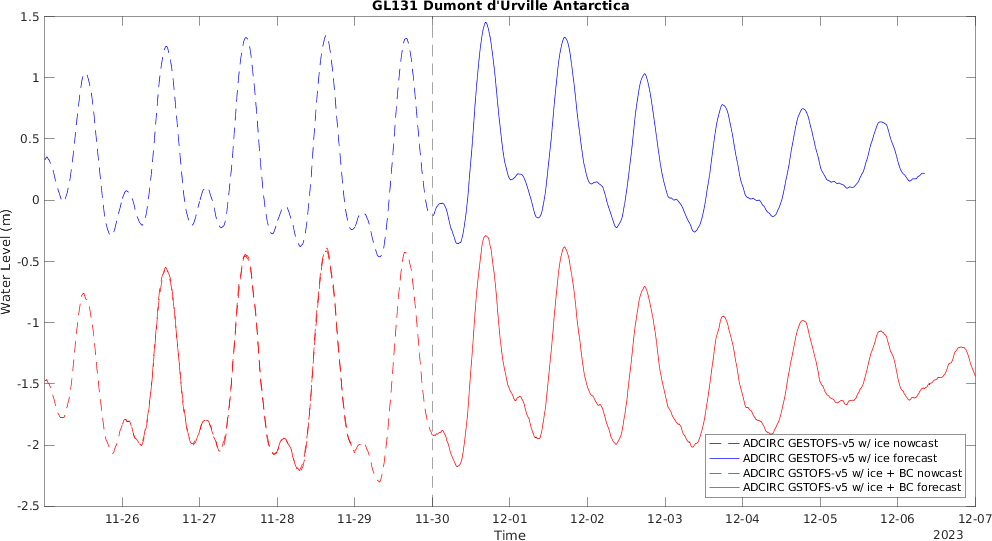 GL131 Dumont d'Urville Antarctica
1.5
1
0.5
0
-0.5
-1
-1.5
-2
-2.5
Water Level (m)
11-26 11-27 11-28 11-29 11-30 12-01 12-02 12-03 12-04 12-05 12-06 12-07
Time
2023
ADCIRC GESTOFS-v5 w/ ice nowcast
ADCIRC GESTOFS-v5 w/ ice forecast
ADCIRC GSTOFS-v5 w/ ice + BC nowcast
ADCIRC GSTOFS-v5 w/ ice + BC forecast